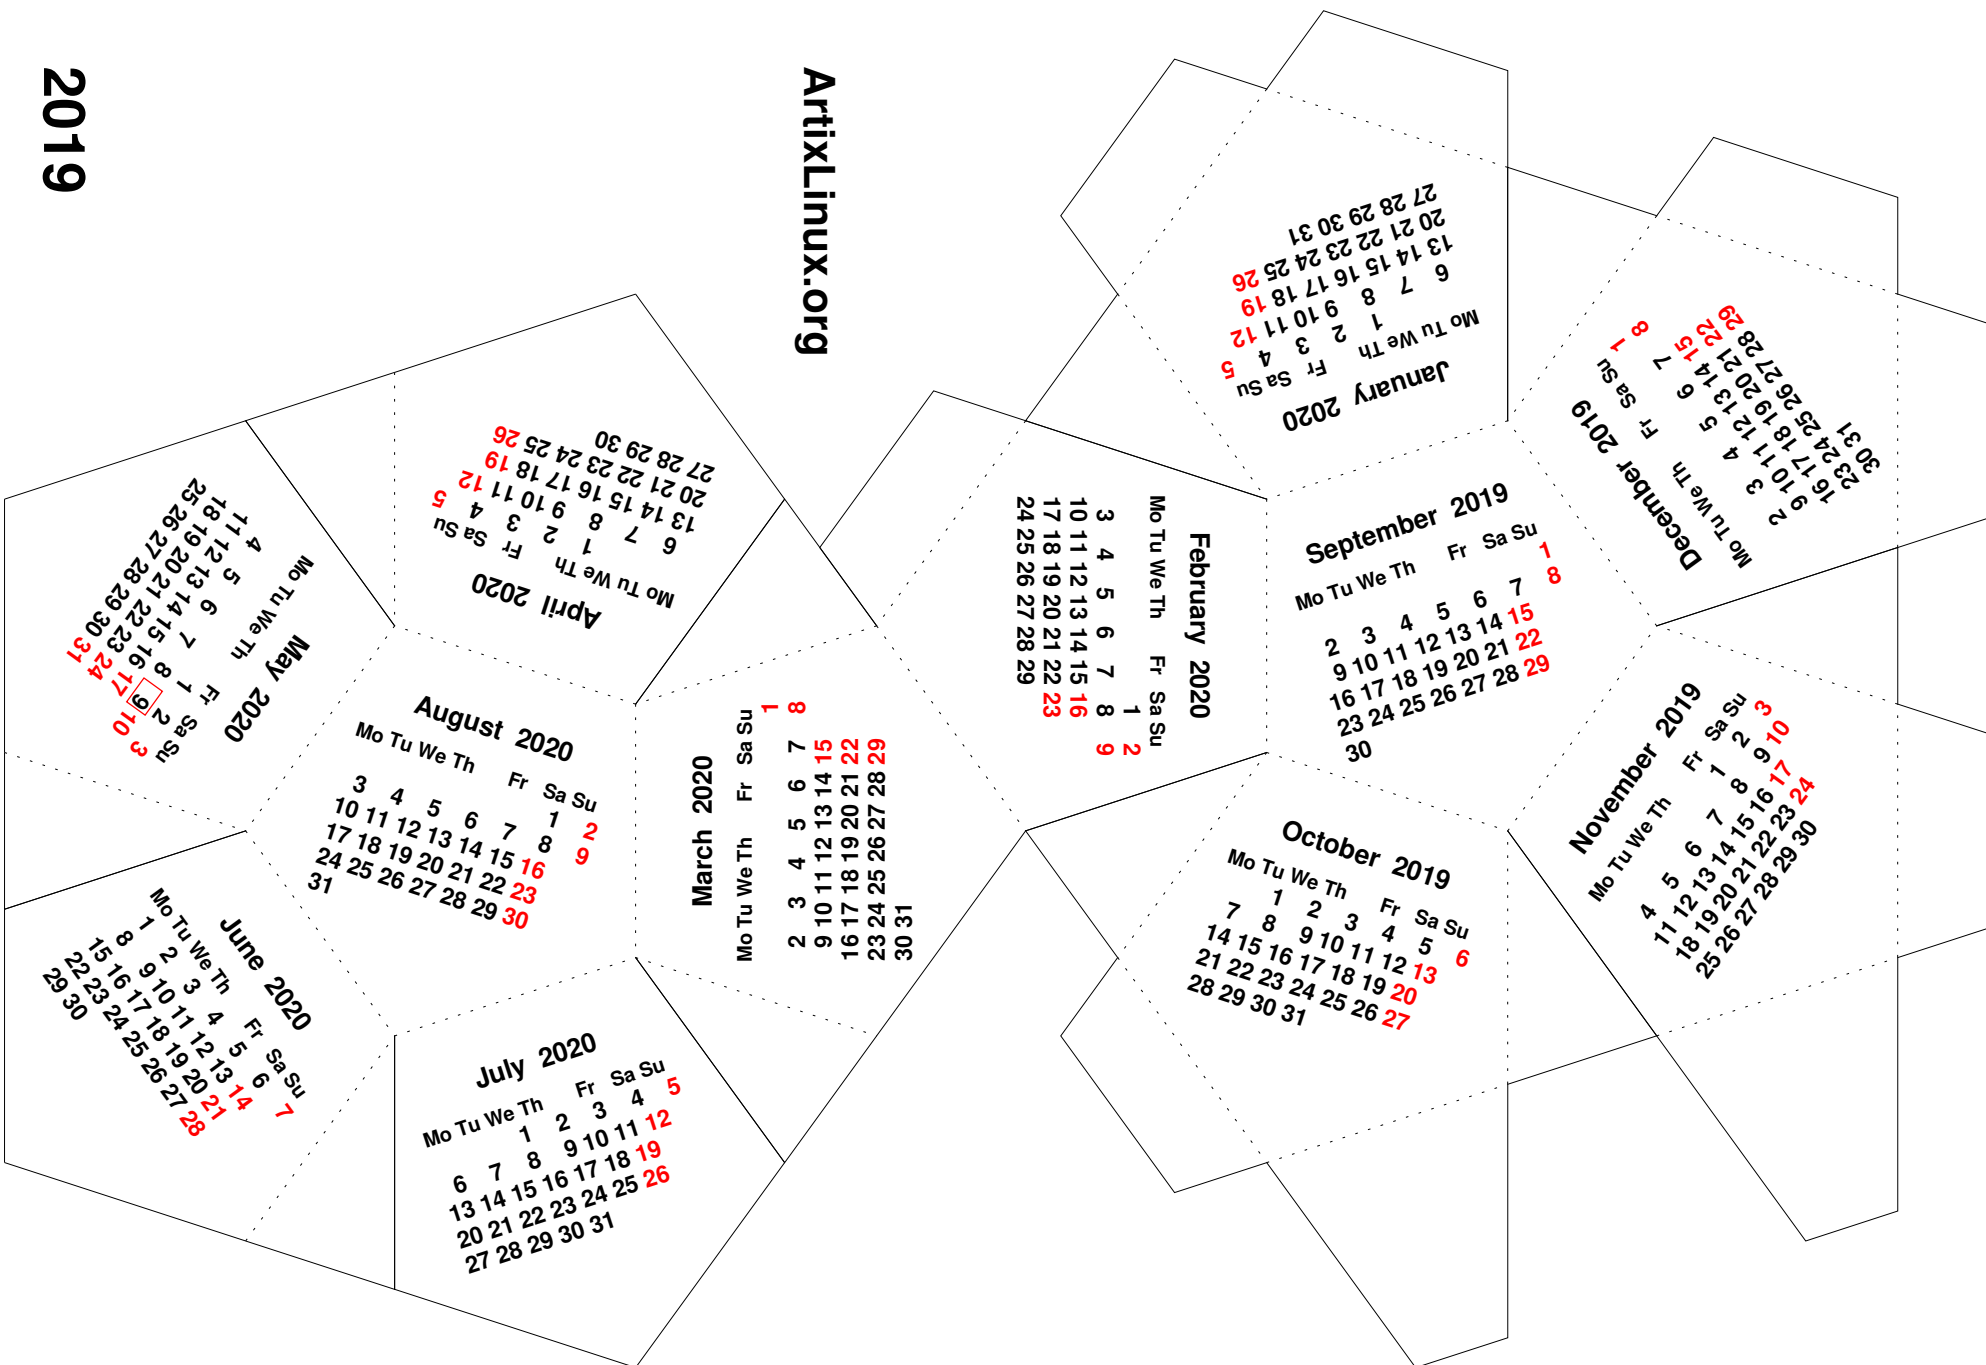 2019
ArtixLinux.org
September 2019
Mo Tu We Th Fr Sa Su
1
2 3 4 5 6 7 8
9 10 11 12 13 14 15
16 17 18 19 20 21 22
23 24 25 26 27 28 29
30
October 2019
Mo Tu We Th Fr Sa Su
1 2 3 4 5 6
7 8 9 10 11 12 13
14 15 16 17 18 19 20
21 22 23 24 25 26 27
28 29 30 31
November 2019
Mo Tu We Th Fr Sa Su
1 2 3
4 5 6 7 8 9 10
11 12 13 14 15 16 17
18 19 20 21 22 23 24
25 26 27 28 29 30
December 2019
Mo Tu We Th Fr Sa Su
1
2 3 4 5 6 7 8
9 10 11 12 13 14 15
16 17 18 19 20 21 22
23 24 25 26 27 28 29
30 31
January 2020
Mo Tu We Th Fr Sa Su
1 2 3 4 5
6 7 8 9 10 11 12
13 14 15 16 17 18 19
20 21 22 23 24 25 26
27 28 29 30 31
February 2020
Mo Tu We Th Fr Sa Su
1 2
3 4 5 6 7 8 9
10 11 12 13 14 15 16
17 18 19 20 21 22 23
24 25 26 27 28 29
March 2020
Mo Tu We Th Fr Sa Su
1
2 3 4 5 6 7 8
9 10 11 12 13 14 15
16 17 18 19 20 21 22
23 24 25 26 27 28 29
30 31
April 2020
Mo Tu We Th Fr Sa Su
1 2 3 4 5
6 7 8 9 10 11 12
13 14 15 16 17 18 19
20 21 22 23 24 25 26
27 28 29 30
May 2020
Mo Tu We Th Fr Sa Su
1 2 3
4 5 6 7 8 9 10
11 12 13 14 15 16 17
18 19 20 21 22 23 24
25 26 27 28 29 30 31
June 2020
Mo Tu We Th Fr Sa Su
1 2 3 4 5 6 7
8 9 10 11 12 13 14
15 16 17 18 19 20 21
22 23 24 25 26 27 28
29 30
July 2020
Mo Tu We Th Fr Sa Su
1 2 3 4 5
6 7 8 9 10 11 12
13 14 15 16 17 18 19
20 21 22 23 24 25 26
27 28 29 30 31
August 2020
Mo Tu We Th Fr Sa Su
1 2
3 4 5 6 7 8 9
10 11 12 13 14 15 16
17 18 19 20 21 22 23
24 25 26 27 28 29 30
31